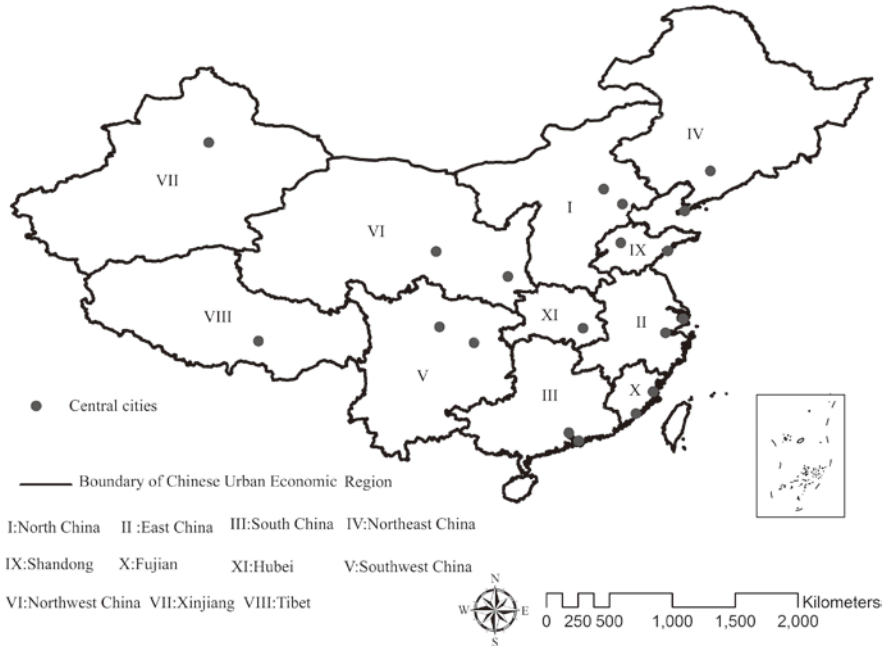 IV
VII
I
VI
IX
VIII
XI
II
V
X
III
Central cities
Boundary of Chinese Urban Economic Region
I:North China II :East China III:South China IV:Northeast China
IX:Shandong X:Fujian XI:Hubei V:Southwest China
VI:Northwest China VII:Xinjiang VIII:Tibet
N
W E
S
Kilometers
0 250 500 1,000 1,500 2,000